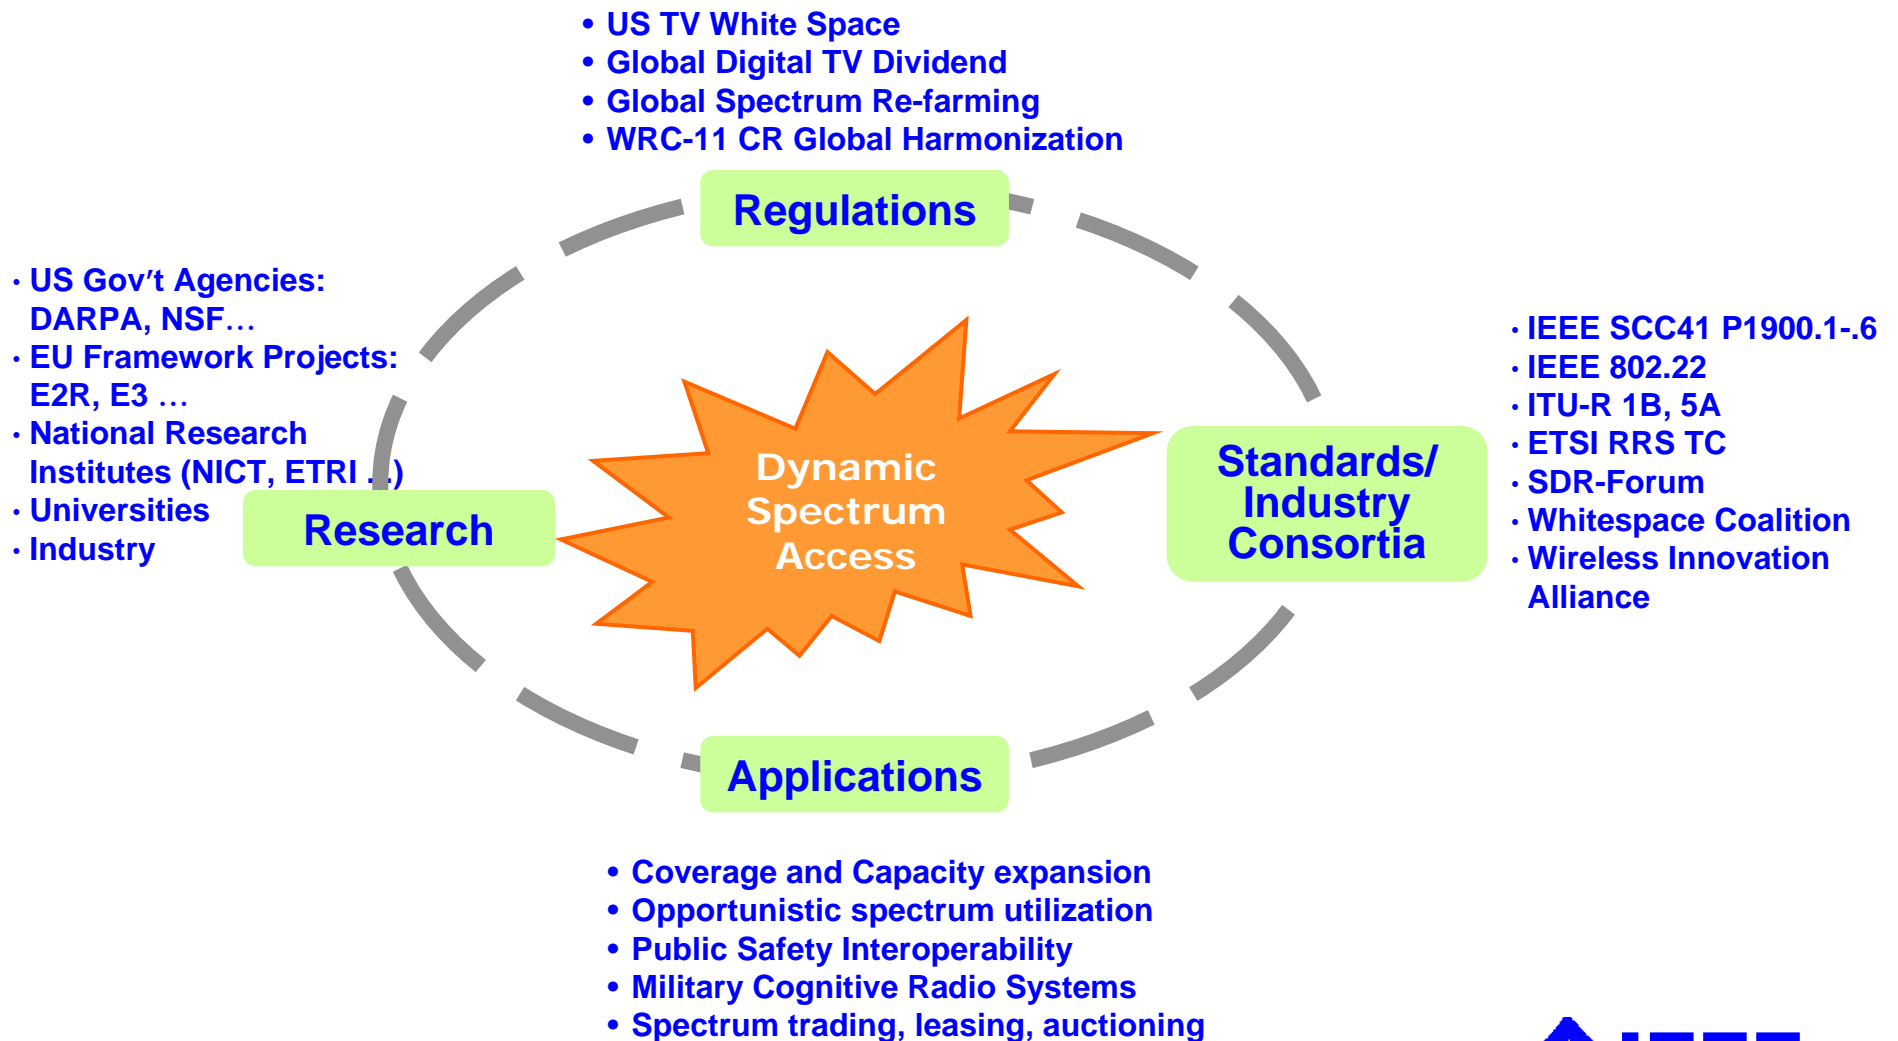 • US TV White Space
• Global Digital TV Dividend
• Global Spectrum Re-farming
• WRC-11 CR Global Harmonization
Regulations
· US Gov't Agencies:
DARPA, NSF…
· EU Framework Projects:
E2R, E3 …
· National Research
Institutes (NICT, ETRI …)
· Universities
· Industry
Research
Dynamic
Spectrum
Access
Standards/
Industry
Consortia
· IEEE SCC41 P1900.1-.6
· IEEE 802.22
· ITU-R 1B, 5A
· ETSI RRS TC
· SDR-Forum
· Whitespace Coalition
· Wireless Innovation
Alliance
Applications
• Coverage and Capacity expansion
• Opportunistic spectrum utilization
• Public Safety Interoperability
• Military Cognitive Radio Systems
• Spectrum trading, leasing, auctioning